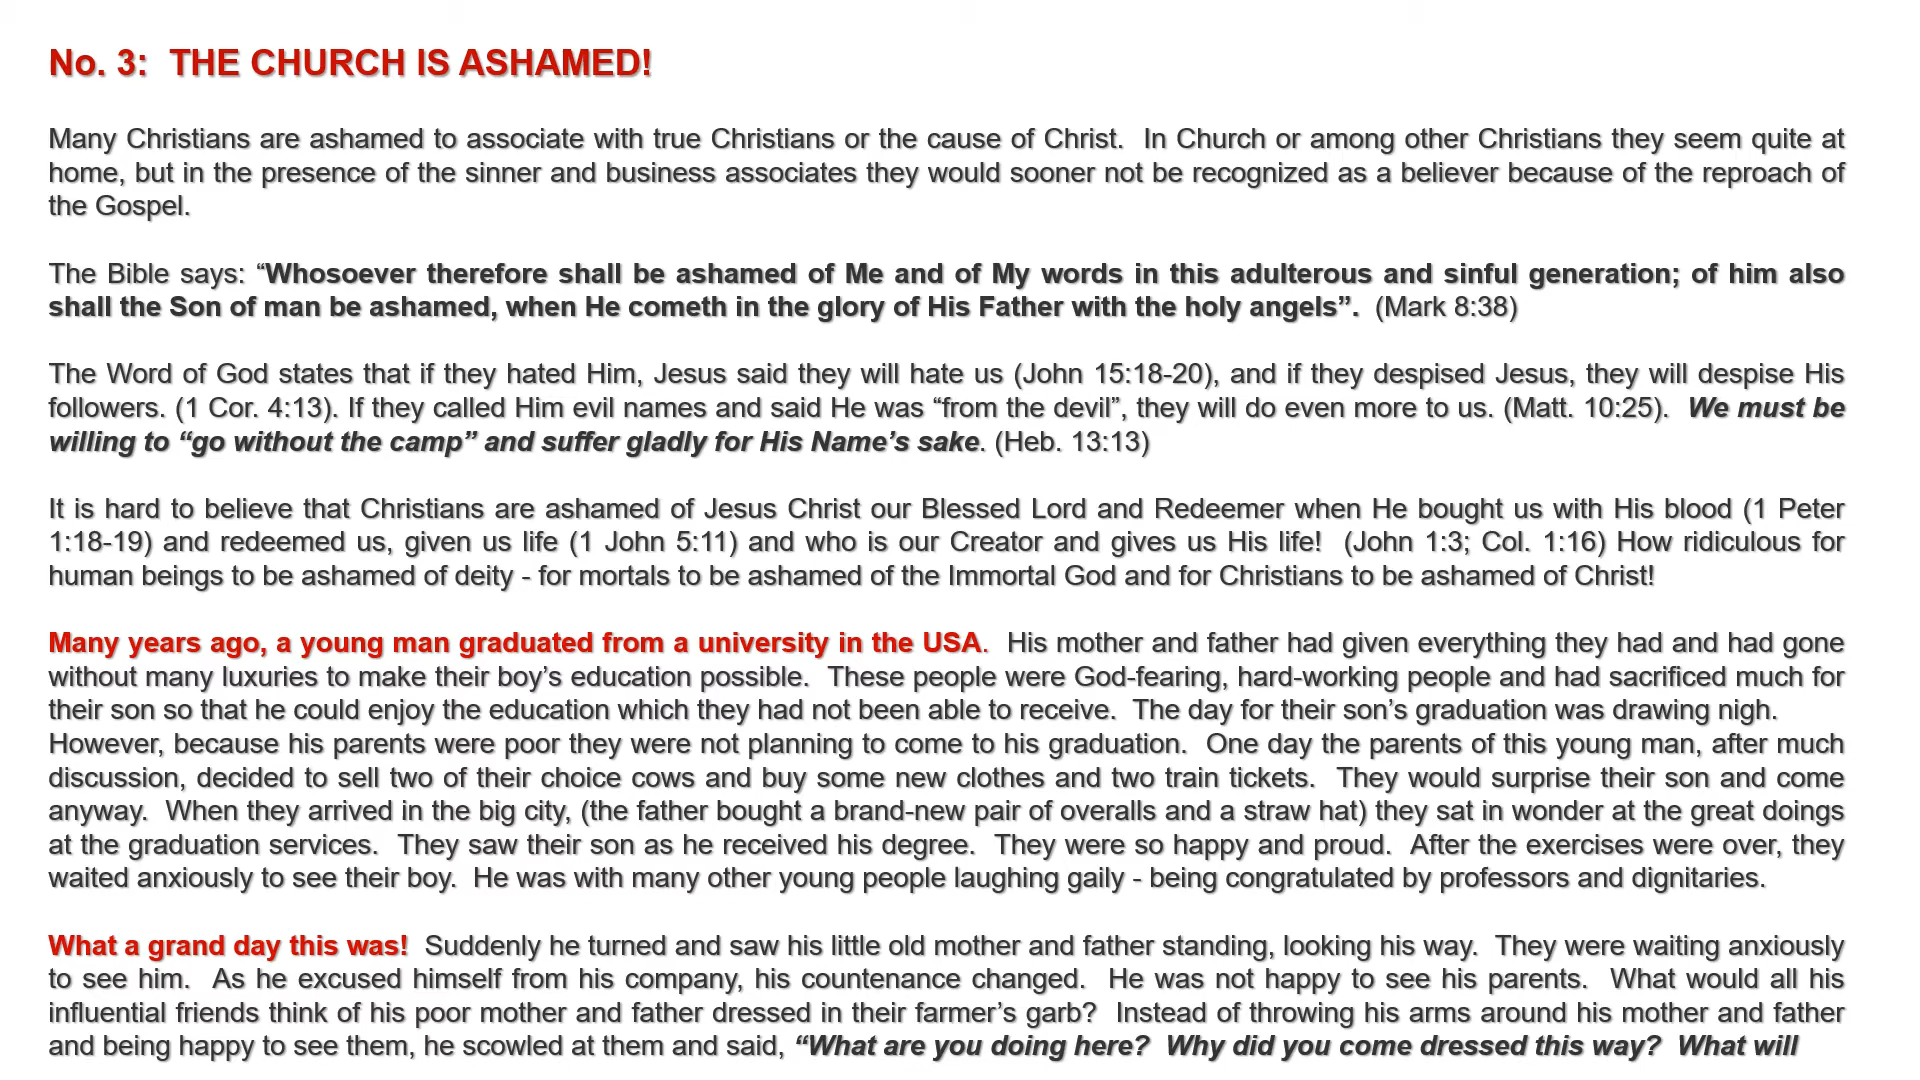 No. 3:  THE CHURCH IS ASHAMED!
Many Christians are ashamed to associate with true Christians or the cause of Christ.  In Church or among other Christians they seem quite at
home, but in the presence of the sinner and business associates they would sooner not be recognized as a believer because of the reproach of
the Gospel.
The Bible says: “Whosoever therefore shall be ashamed of Me and of My words in this adulterous and sinful generation; of him also
shall the Son of man be ashamed, when He cometh in the glory of His Father with the holy angels”.  (Mark 8:38)
The Word of God states that if they hated Him, Jesus said they will hate us (John 15:18-20), and if they despised Jesus, they will despise His
followers. (1 Cor. 4:13). If they called Him evil names and said He was “from the devil”, they will do even more to us. (Matt. 10:25).  We must be
willing to “go without the camp” and suffer gladly for His Name’s sake. (Heb. 13:13)
It is hard to believe that Christians are ashamed of Jesus Christ our Blessed Lord and Redeemer when He bought us with His blood (1 Peter
1:18-19) and redeemed us, given us life (1 John 5:11) and who is our Creator and gives us His life!  (John 1:3; Col. 1:16) How ridiculous for
human beings to be ashamed of deity - for mortals to be ashamed of the Immortal God and for Christians to be ashamed of Christ!
Many years ago, a young man graduated from a university in the USA.  His mother and father had given everything they had and had gone
without many luxuries to make their boy’s education possible.  These people were God-fearing, hard-working people and had sacrificed much for
their son so that he could enjoy the education which they had not been able to receive.  The day for their son’s graduation was drawing nigh.
However, because his parents were poor they were not planning to come to his graduation.  One day the parents of this young man, after much
discussion, decided to sell two of their choice cows and buy some new clothes and two train tickets.  They would surprise their son and come
anyway.  When they arrived in the big city, (the father bought a brand-new pair of overalls and a straw hat) they sat in wonder at the great doings
at the graduation services.  They saw their son as he received his degree.  They were so happy and proud.  After the exercises were over, they
waited anxiously to see their boy.  He was with many other young people laughing gaily - being congratulated by professors and dignitaries.
What a grand day this was!  Suddenly he turned and saw his little old mother and father standing, looking his way.  They were waiting anxiously
to see him.  As he excused himself from his company, his countenance changed.  He was not happy to see his parents.  What would all his
influential friends think of his poor mother and father dressed in their farmer’s garb?  Instead of throwing his arms around his mother and father
and being happy to see them, he scowled at them and said, “What are you doing here?  Why did you come dressed this way?  What will